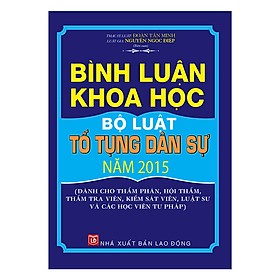 THẠC SĨ LUẬT ĐOÀN TẤN MINH
LUẬT GIA NGUYỄN NGỌC ĐIỆP
(Biên soạn)
BÌNH LUẬN
KHOA HỌC
BỘ LUẬT
TỐ TỤNG DÂN SỰ
NĂM 2015
(DÀNH CHO THẨM PHÁN, HỘI THẨM,
THẨM TRA VIÊN, KIỂM SÁT VIÊN, LUẬT SƯ
VÀ CÁC HỌC VIÊN TƯ PHÁP)
NHÀ XUẤT BẢN LAO ĐỘNG